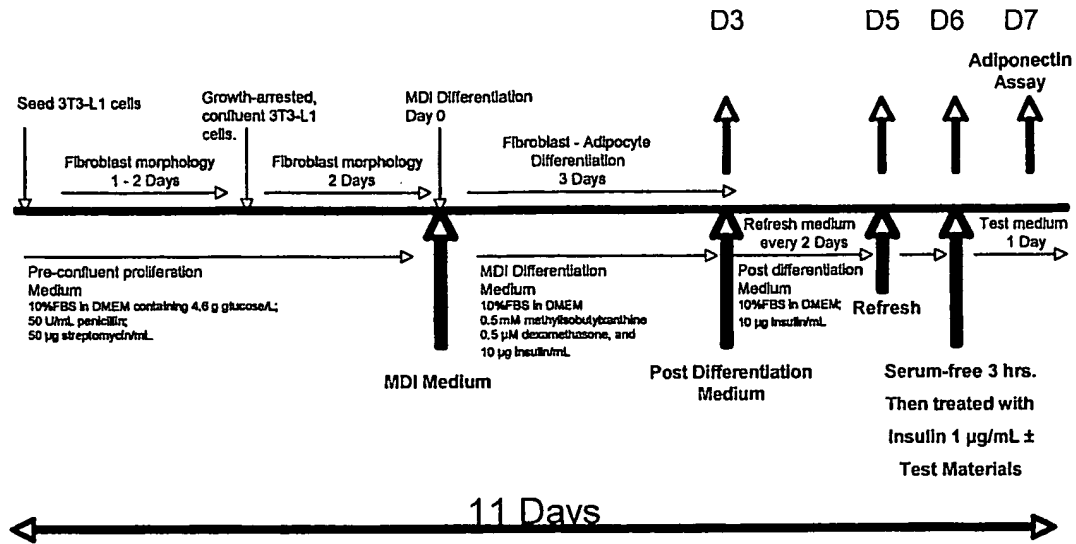 D3 D5 D6 D7
Adiponectin
Assay
Seed 3T3-L1 cells
Growth-arrested,
confluent 3T3-L1
cells.
MDI Differentiation
Day 0
Fibroblast morphology
1 - 2 Days
Fibroblast morphology
2 Days
Fibroblast - Adipocyte
Differentiation
3 Days
Refresh medium
every 2 Days
Test medium
1 Day
Pre-confluent proliferation
Medium
10%FBS in DMEM containing 4.6 g glucose/L;
50 U/mL penicillin;
50 µg streptomycin/mL.
MDI Differentiation
Medium
10%FBS in DMEM
0.5 mM methylisobutylxanthine
0.5 µM dexamethasone, and
10 µg Insulin/mL
Post differentiation
Medium
10%FBS in DMEM;
10 µg Insulin/mL
Refresh
MDI Medium
Post Differentiation
Medium
Serum-free 3 hrs.
Then treated with
Insulin 1 µg/mL ±
Test Materials
11 Days